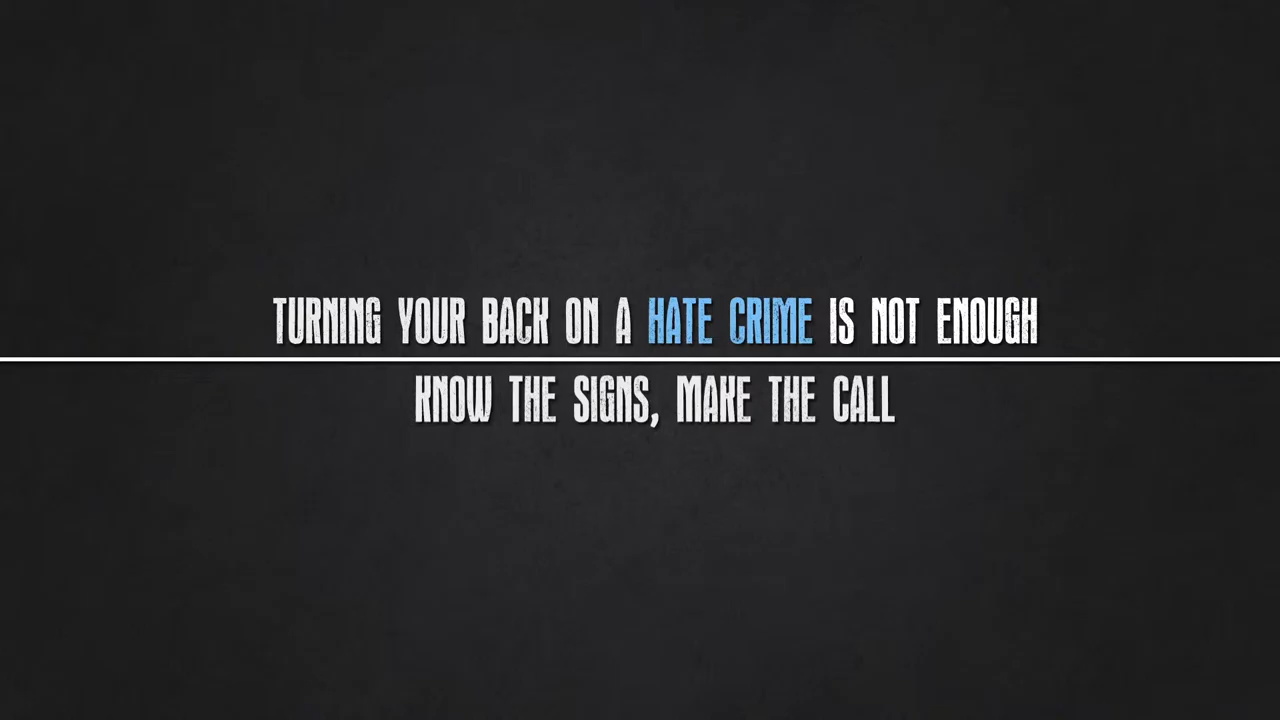 TURNING YOUR BACK ON A HATE CRIME IS NOT ENOUGH
KNOW THE SIGNS, MAKE THE CALL